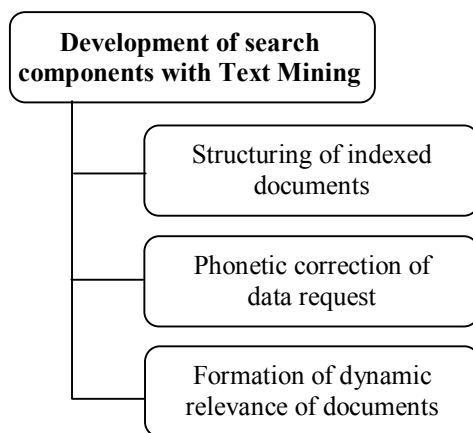 Development of search
components with Text Mining
Structuring of indexed
documents
Phonetic correction of
data request
Formation of dynamic
relevance of documents